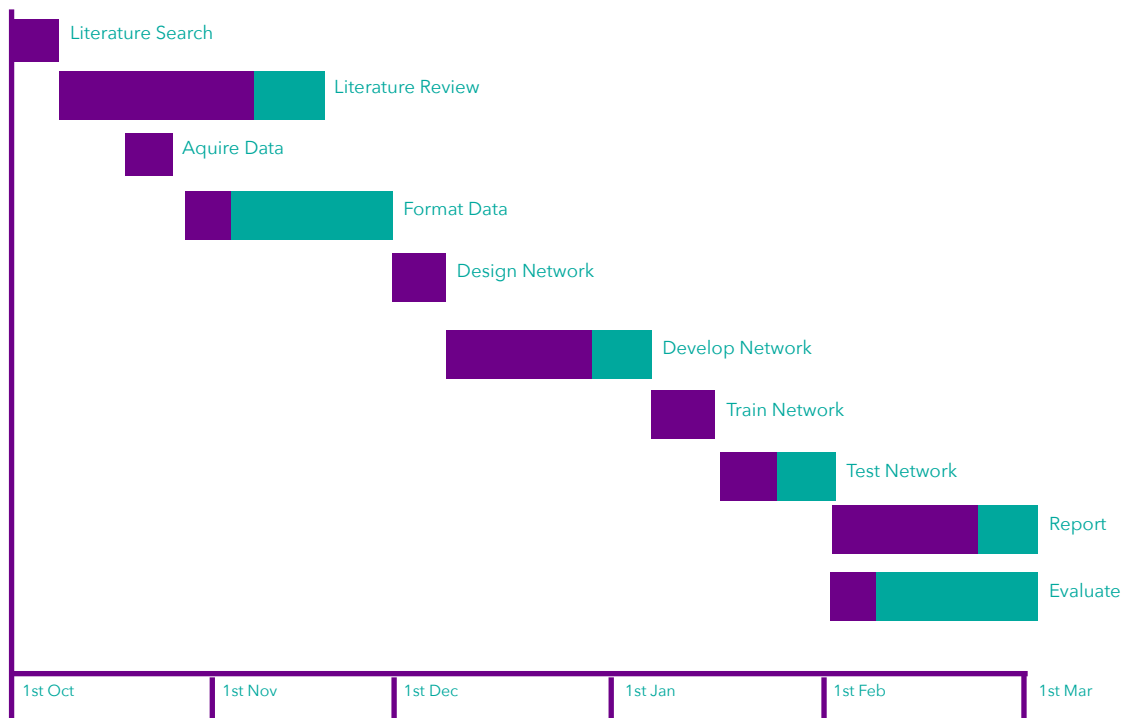 Literature Search
Literature Review
Aquire Data
Format Data
Design Network
Develop Network
Train Network
Test Network
Report
Evaluate
1st Oct
1st Nov
1st Dec
1st Jan
1st Feb
1st Mar